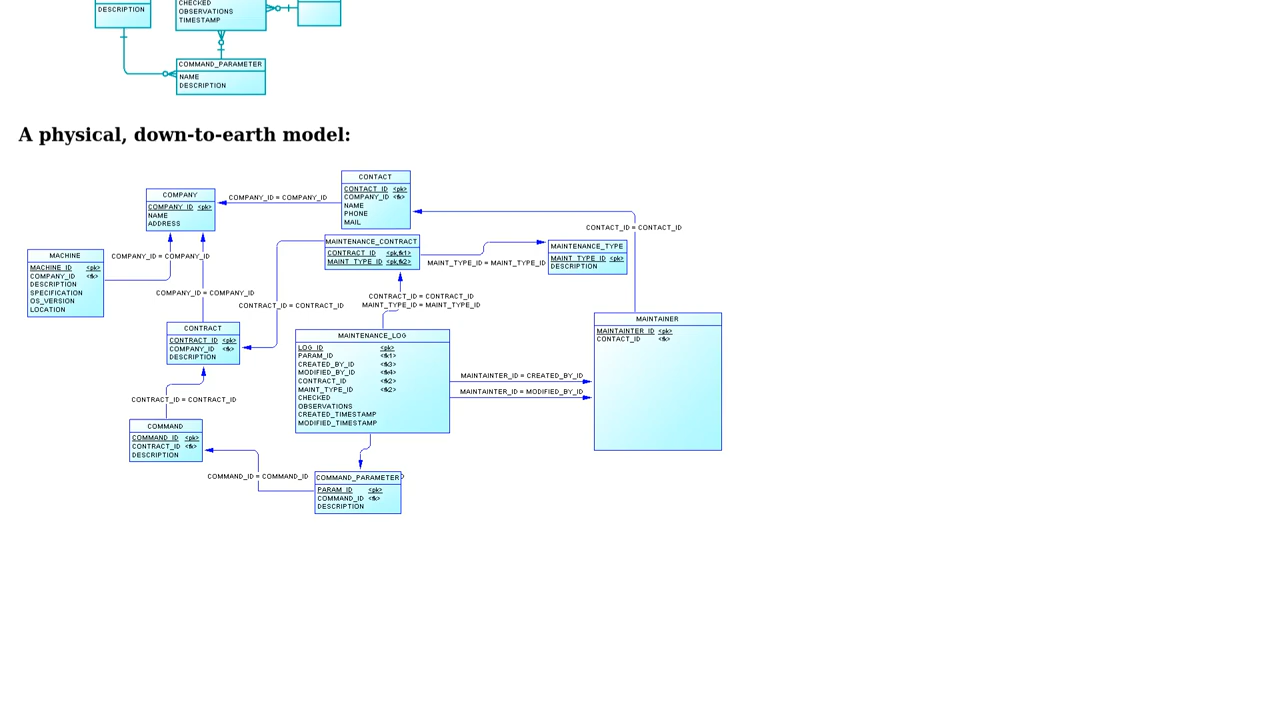 DESCRIPTION
CHECKED
OBSERVATIONS
TIMESTAMP
COMMAND_PARAMETER
NAME
DESCRIPTION
A physical, down-to-earth model:
CONTACT
CONTACT_ID <pk>
COMPANY_ID <fk>
NAME
PHONE
MAIL
COMPANY
COMPANY_ID <pk>
NAME
ADDRESS
COMPANY_ID = COMPANY_ID
CONTACT_ID = CONTACT_ID
MAINTENANCE_CONTRACT
CONTRACT_ID <pk,fk1>
MAINT_TYPE_ID <pk,fk2>
MAINTENANCE_TYPE
MAINT_TYPE_ID <pk>
DESCRIPTION
MAINT_TYPE_ID = MAINT_TYPE_ID
MACHINE
MACHINE_ID <pk>
COMPANY_ID <fk>
DESCRIPTION
SPECIFICATION
OS_VERSION
LOCATION
COMPANY_ID = COMPANY_ID
COMPANY_ID = COMPANY_ID
CONTRACT_ID = CONTRACT_ID
CONTRACT_ID = CONTRACT_ID
MAINT_TYPE_ID = MAINT_TYPE_ID
CONTRACT
CONTRACT_ID <pk>
COMPANY_ID <fk>
DESCRIPTION
MAINTENANCE_LOG
LOG_ID <pk>
PARAM_ID <fk1>
CREATED_BY_ID <fk3>
MODIFIED_BY_ID <fk4>
CONTRACT_ID <fk2>
MAINT_TYPE_ID <fk2>
CHECKED
OBSERVATIONS
CREATED_TIMESTAMP
MODIFIED_TIMESTAMP
MAINTAINER
MAINTAINTER_ID <pk>
CONTACT_ID <fk>
MAINTAINTER_ID = CREATED_BY_ID
MAINTAINTER_ID = MODIFIED_BY_ID
CONTRACT_ID = CONTRACT_ID
COMMAND
COMMAND_ID <pk>
CONTRACT_ID <fk>
DESCRIPTION
COMMAND_ID = COMMAND_ID
COMMAND_PARAMETER
PARAM_ID <pk>
COMMAND_ID <fk>
DESCRIPTION